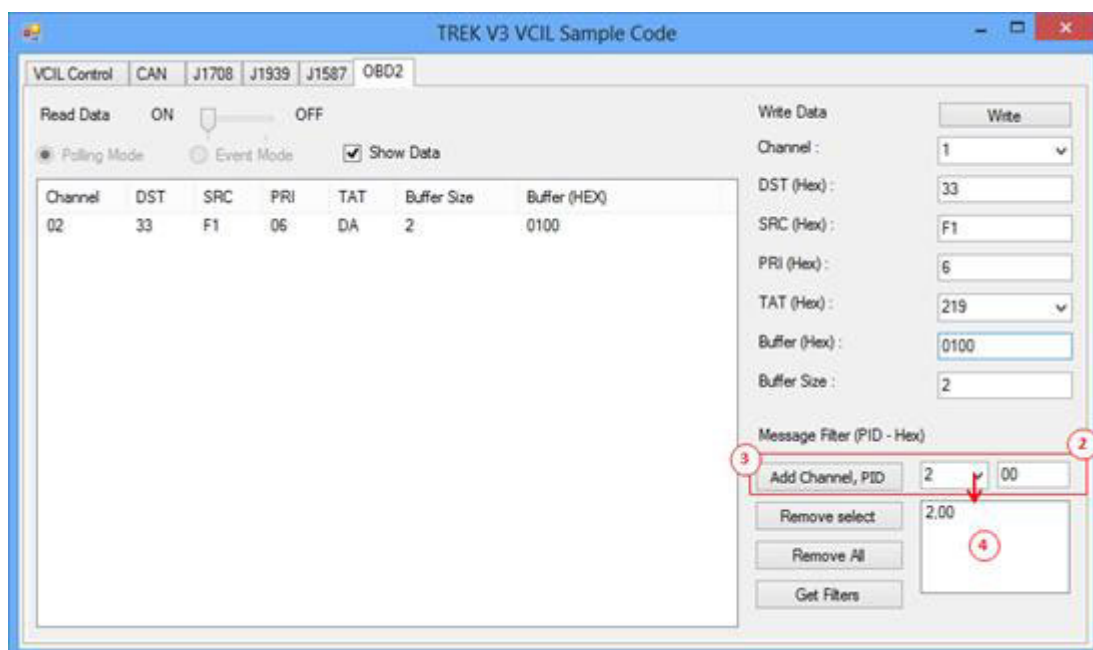 TREK V3 VCIL Sample Code
VCIL Control CAN J1708 J1939 J1587 OBD2
Read Data ON OFF
Polling Mode Event Mode Show Data
Channel DST SRC PRI TAT Buffer Size Buffer (HEX)
02 33 F1 06 DA 2 0100
Write Data Write
Channel : 1
DST (Hex) : 33
SRC (Hex) : F1
PRI (Hex) : 6
TAT (Hex) : 219
Buffer (Hex) : 0100
Buffer Size : 2
Message Filter (PID - Hex)
3 2
Add Channel, PID 2 00
Remove select 2,00
4
Remove All
Get Filters